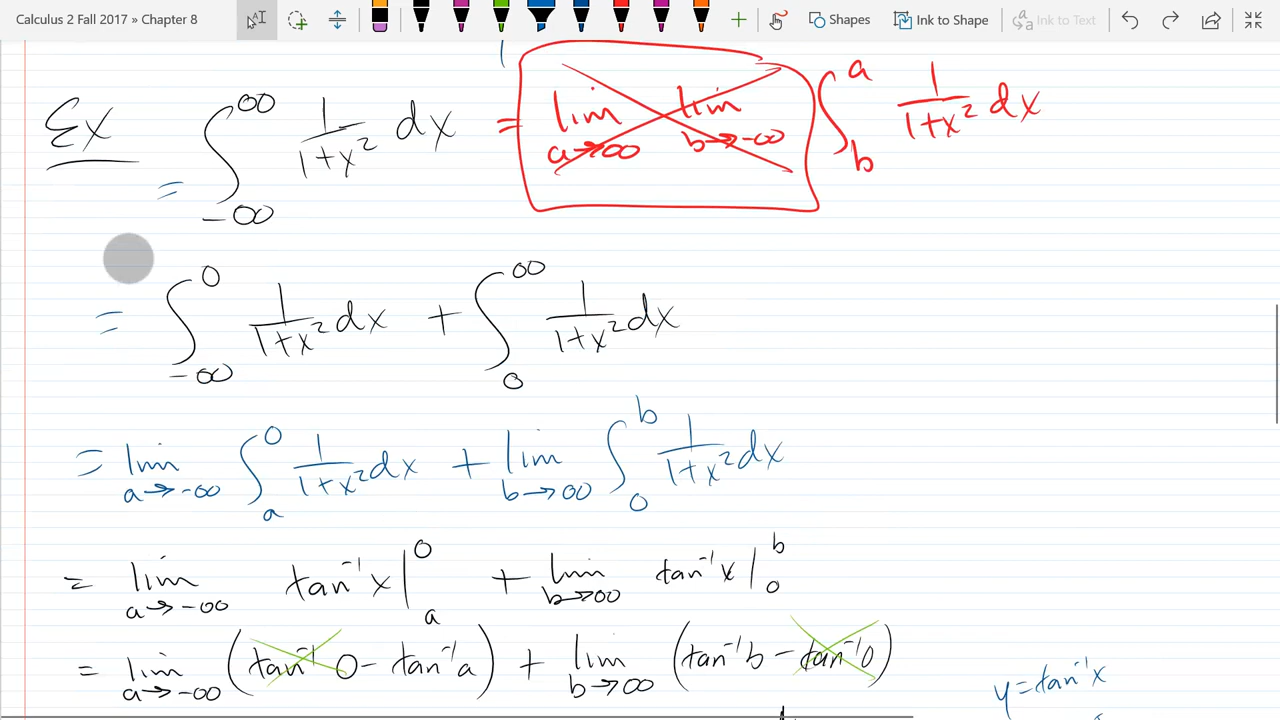 Calculus 2 Fall 2017 » Chapter 8
Shapes
Ink to Shape
Ink to Text
Ex ∫_{-∞}^{∞} 1/(1+x²) dx = lim_{a→∞} lim_{b→-∞} ∫_b^a 1/(1+x²) dx
=
= ∫_{-∞}^0 1/(1+x²) dx + ∫_0^∞ 1/(1+x²) dx
= lim_{a→-∞} ∫_a^0 1/(1+x²) dx + lim_{b→∞} ∫_0^b 1/(1+x²) dx
= lim_{a→-∞} tan⁻¹x |_a^0 + lim_{b→∞} tan⁻¹x |_0^b
= lim_{a→-∞} (tan⁻¹ 0 - tan⁻¹a) + lim_{b→∞} (tan⁻¹b - tan⁻¹0)
y = tan⁻¹x